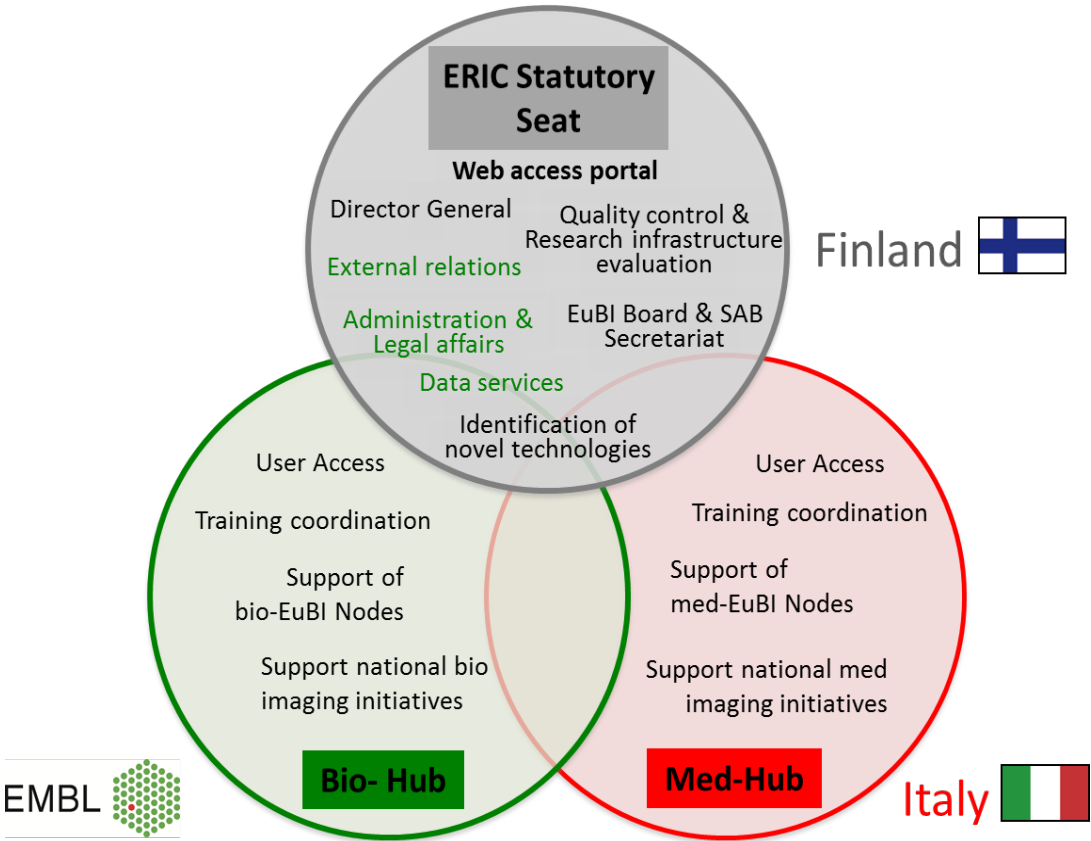 ERIC Statutory
Seat
Web access portal
Director General
Quality control &
Research infrastructure
evaluation
External relations
Finland
Administration &
Legal affairs
EuBI Board & SAB
Secretariat
Data services
Identification of
novel technologies
User Access
Training coordination
Support of
bio-EuBI Nodes
Support national bio
imaging initiatives
Bio- Hub
EMBL
User Access
Training coordination
Support of
med-EuBI Nodes
Support national med
imaging initiatives
Med-Hub
Italy